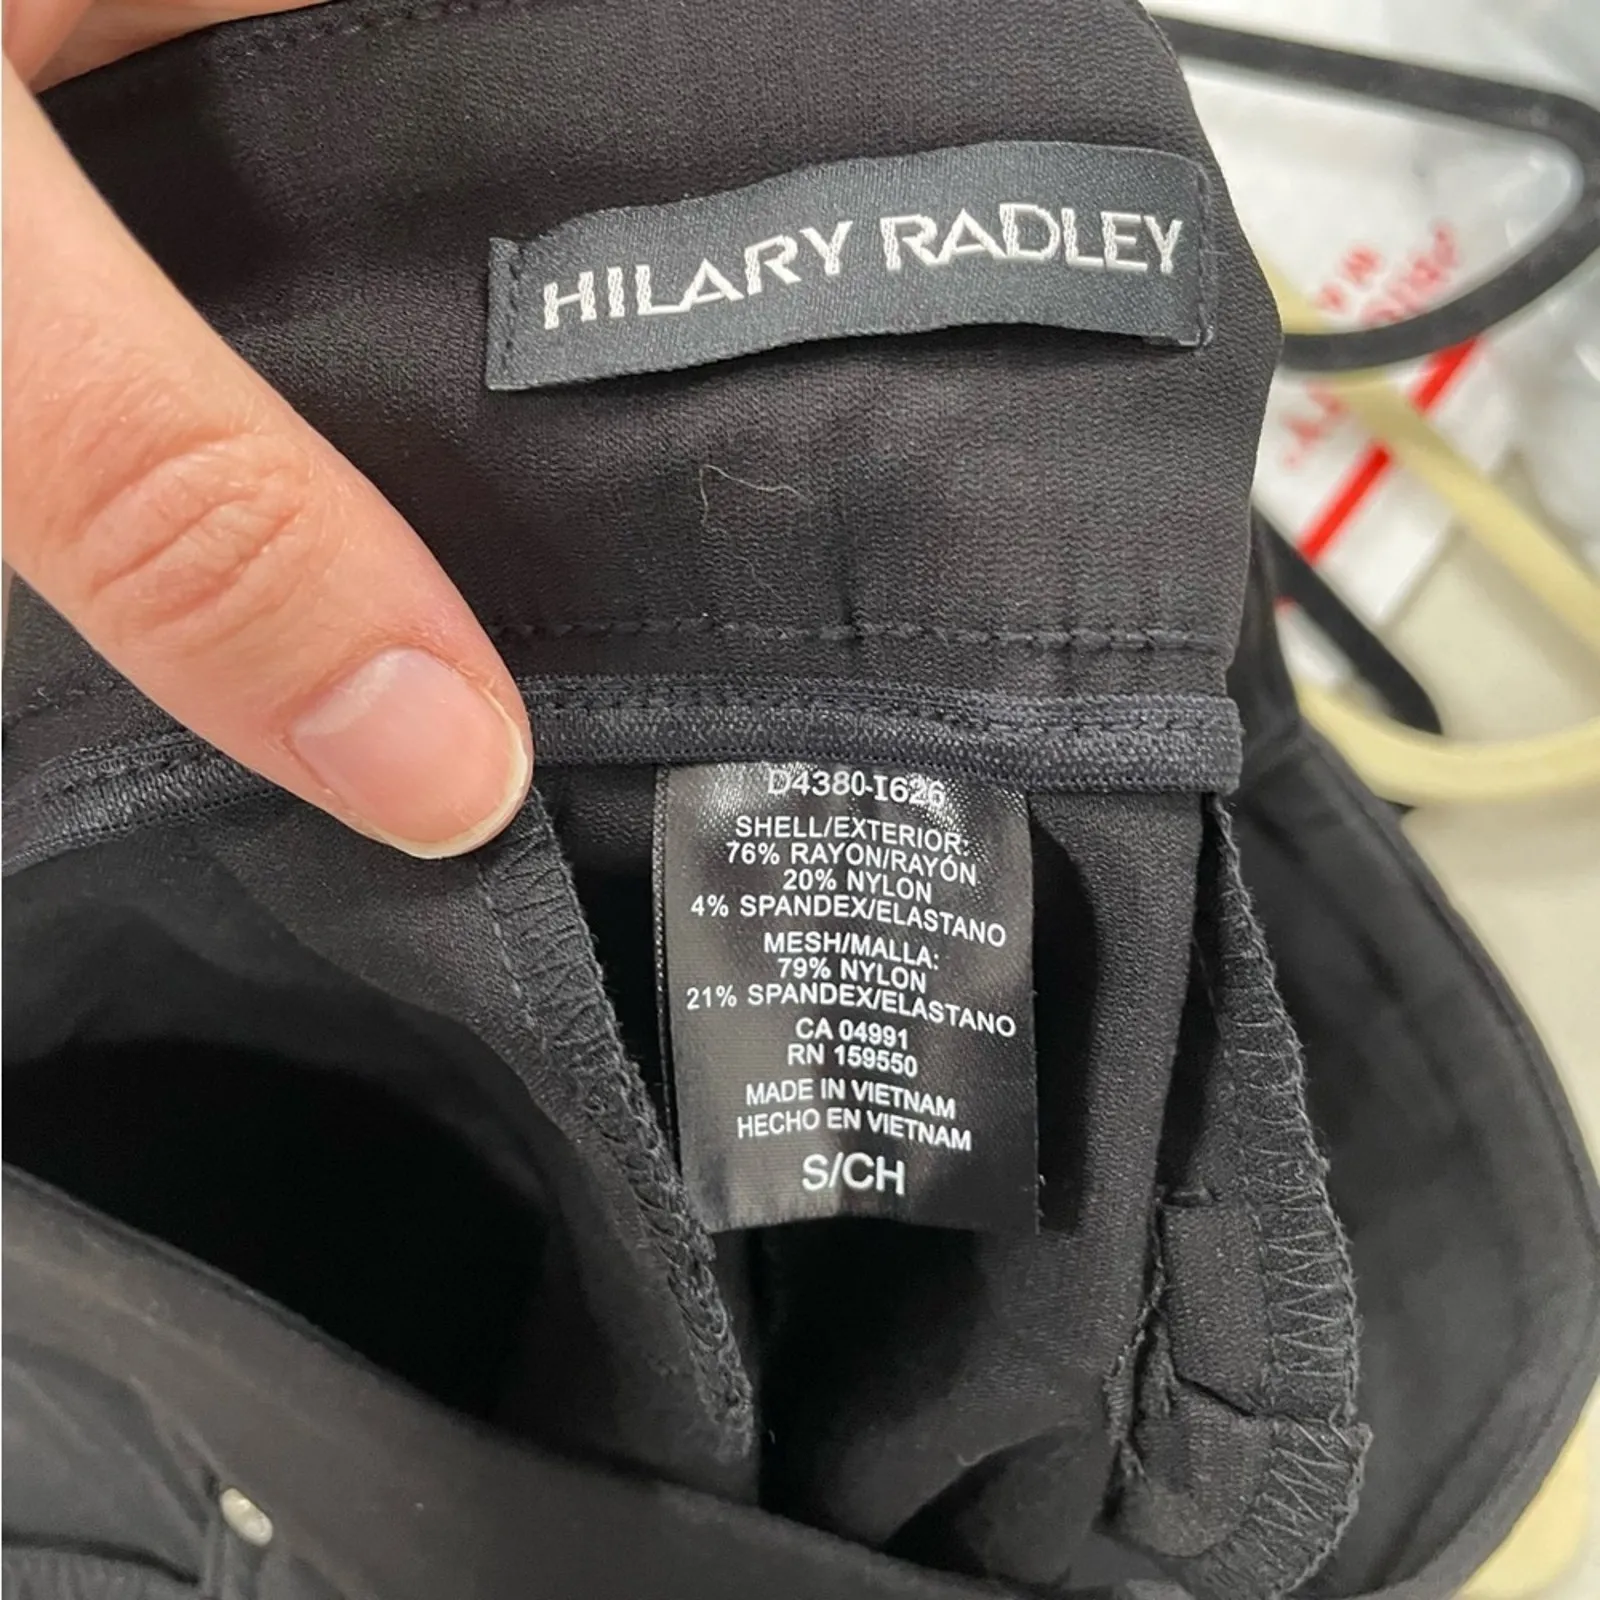 HILARY RADLEY
D4380-I626
SHELL/EXTERIOR:
76% RAYON/RAYÓN
20% NYLON
4% SPANDEX/ELASTANO
MESH/MALLA:
79% NYLON
21% SPANDEX/ELASTANO
CA 04991
RN 159550
MADE IN VIETNAM
HECHO EN VIETNAM
S/CH